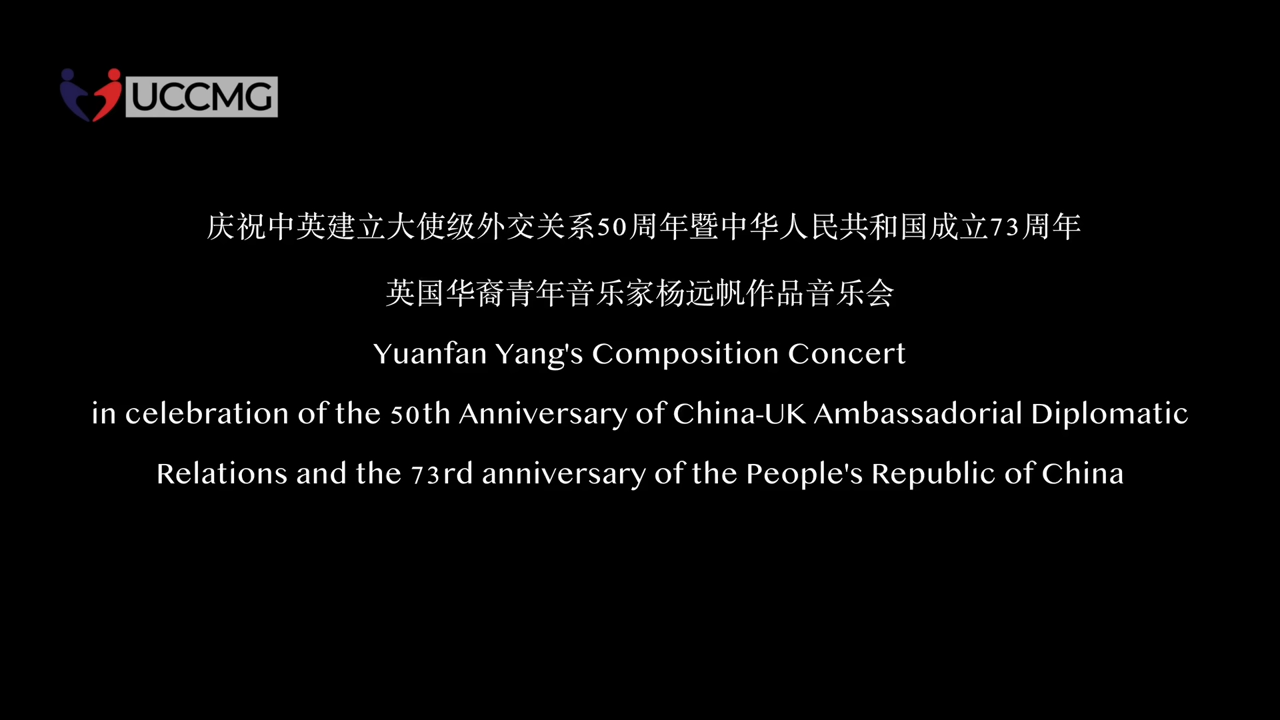 UCCMG
庆祝中英建立大使级外交关系50周年暨中华人民共和国成立73周年
英国华裔青年音乐家杨远帆作品音乐会
Yuanfan Yang's Composition Concert
in celebration of the 50th Anniversary of China-UK Ambassadorial Diplomatic
Relations and the 73rd anniversary of the People's Republic of China